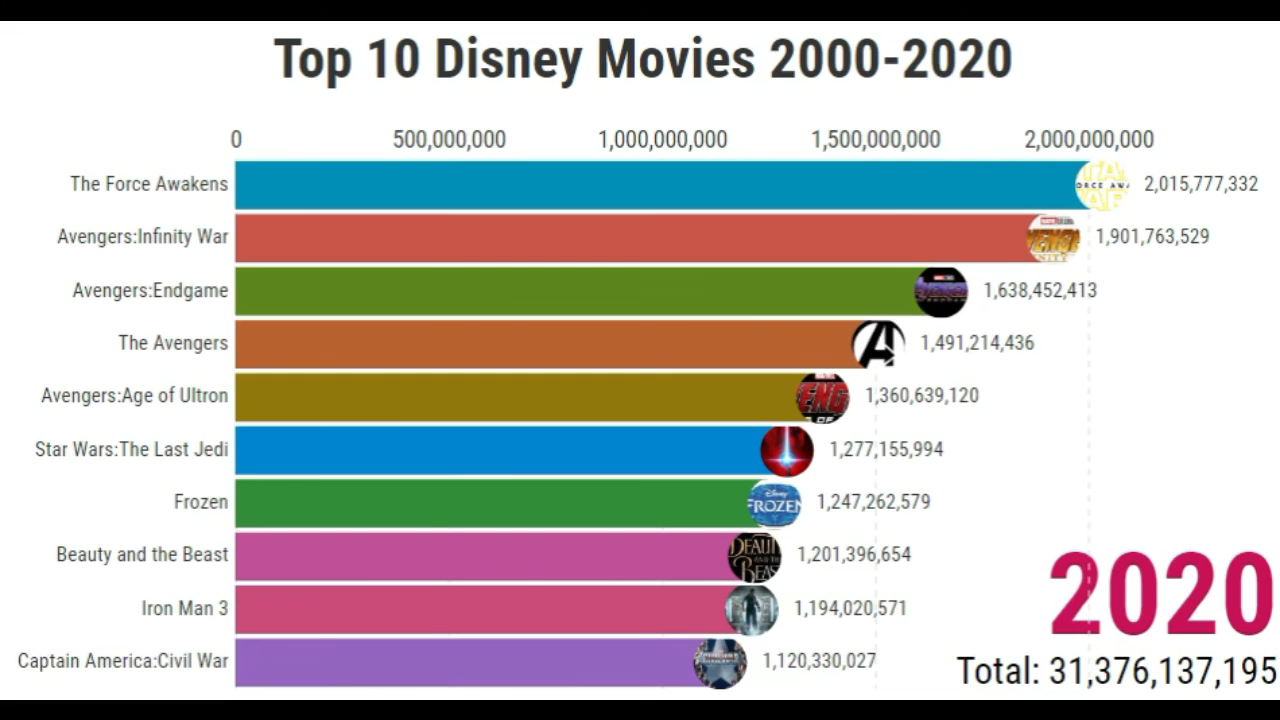 Top 10 Disney Movies 2000-2020
0 500,000,000 1,000,000,000 1,500,000,000 2,000,000,000
The Force Awakens 2,015,777,332
Avengers:Infinity War 1,901,763,529
Avengers:Endgame 1,638,452,413
The Avengers 1,491,214,436
Avengers:Age of Ultron 1,360,639,120
Star Wars:The Last Jedi 1,277,155,994
Frozen FROZEN 1,247,262,579
Beauty and the Beast 1,201,396,654
Iron Man 3 1,194,020,571
Captain America:Civil War 1,120,330,027
2020
Total: 31,376,137,195